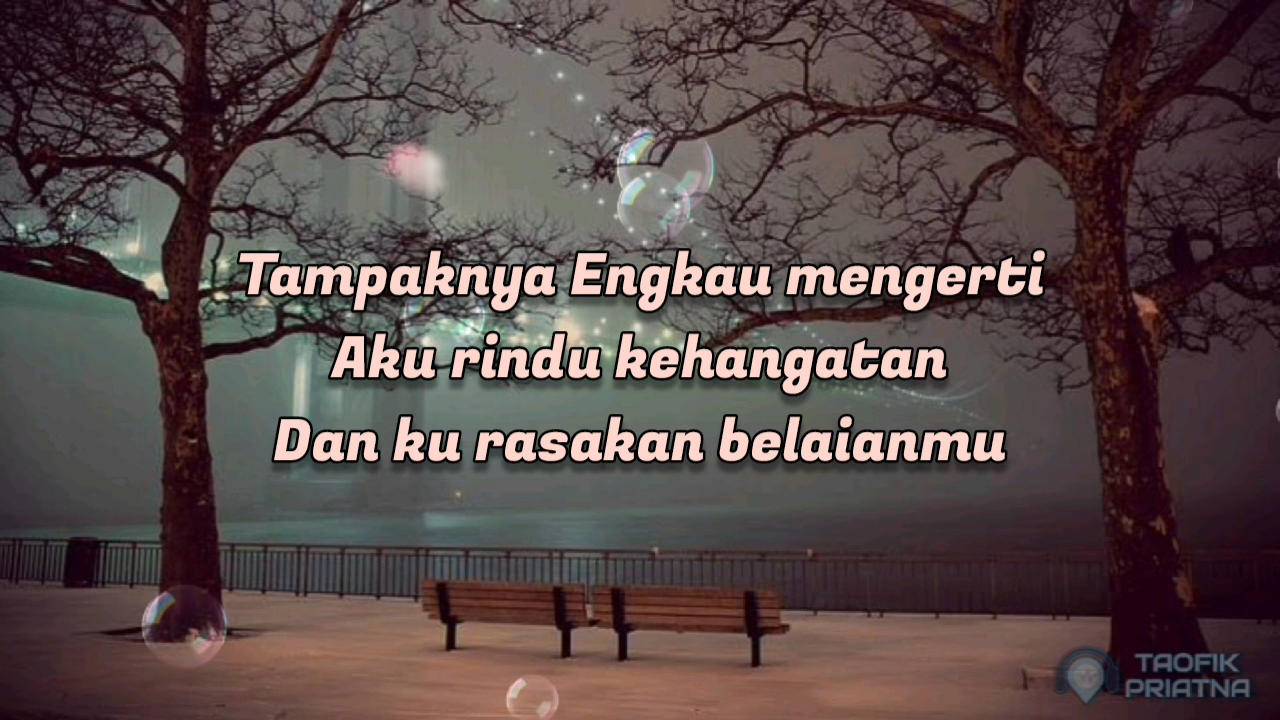 Tampaknya Engkau mengerti
Aku rindu kehangatan
Dan ku rasakan belaianmu
TAOFIK
PRIATNA